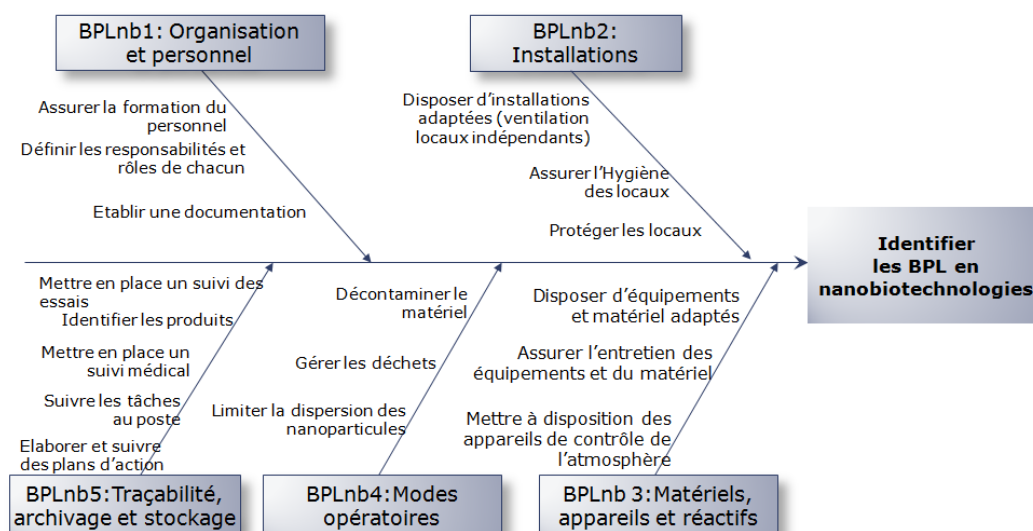 BPLnb1: Organisation
et personnel
BPLnb2:
Installations
Assurer la formation du
personnel
Définir les responsabilités et
rôles de chacun
Etablir une documentation
Disposer d'installations
adaptées (ventilation
locaux indépendants)
Assurer l'Hygiène
des locaux
Protéger les locaux
Identifier
les BPL en
nanobiotechnologies
Mettre en place un suivi des
essais
Identifier les produits
Mettre en place un
suivi médical
Suivre les tâches
au poste
Elaborer et suivre
des plans d'action
Décontaminer le
matériel
Gérer les déchets
Limiter la dispersion des
nanoparticules
Disposer d'équipements
et matériel adaptés
Assurer l'entretien des
équipements et du matériel
Mettre à disposition des
appareils de contrôle de
l'atmosphère
BPLnb5:Traçabilité,
archivage et stockage
BPLnb4:Modes
opératoires
BPLnb 3:Matériels,
appareils et réactifs